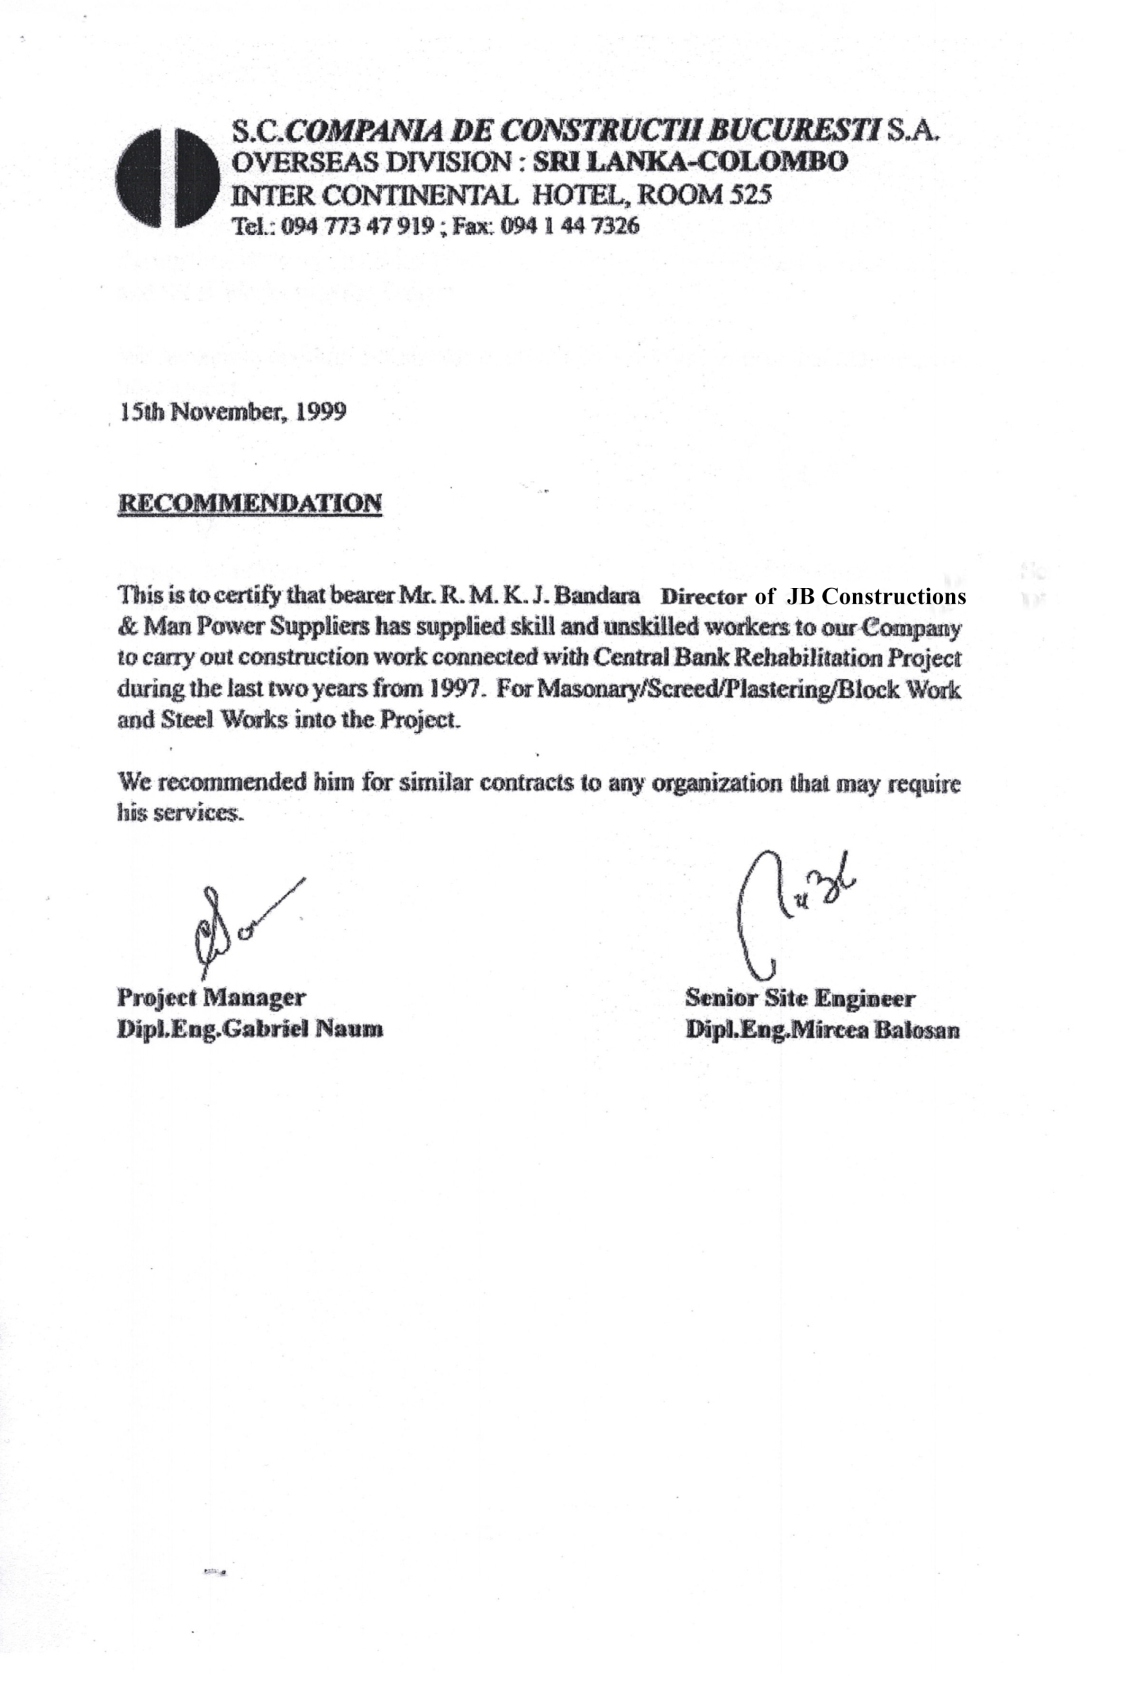 S.C.COMPANIA DE CONSTRUCTII BUCURESTI S.A.
OVERSEAS DIVISION : SRI LANKA-COLOMBO
INTER CONTINENTAL HOTEL, ROOM 525
Tel.: 094 773 47 919 ; Fax: 094 1 44 7326
15th November, 1999
RECOMMENDATION
This is to certify that bearer Mr. R. M. K. J. Bandara Director of JB Constructions
& Man Power Suppliers has supplied skill and unskilled workers to our Company
to carry out construction work connected with Central Bank Rehabilitation Project
during the last two years from 1997. For Masonary/Screed/Plastering/Block Work
and Steel Works into the Project.
We recommended him for similar contracts to any organization that may require
his services.
Project Manager
Dipl.Eng.Gabriel Naum
Senior Site Engineer
Dipl.Eng.Mircea Balosan